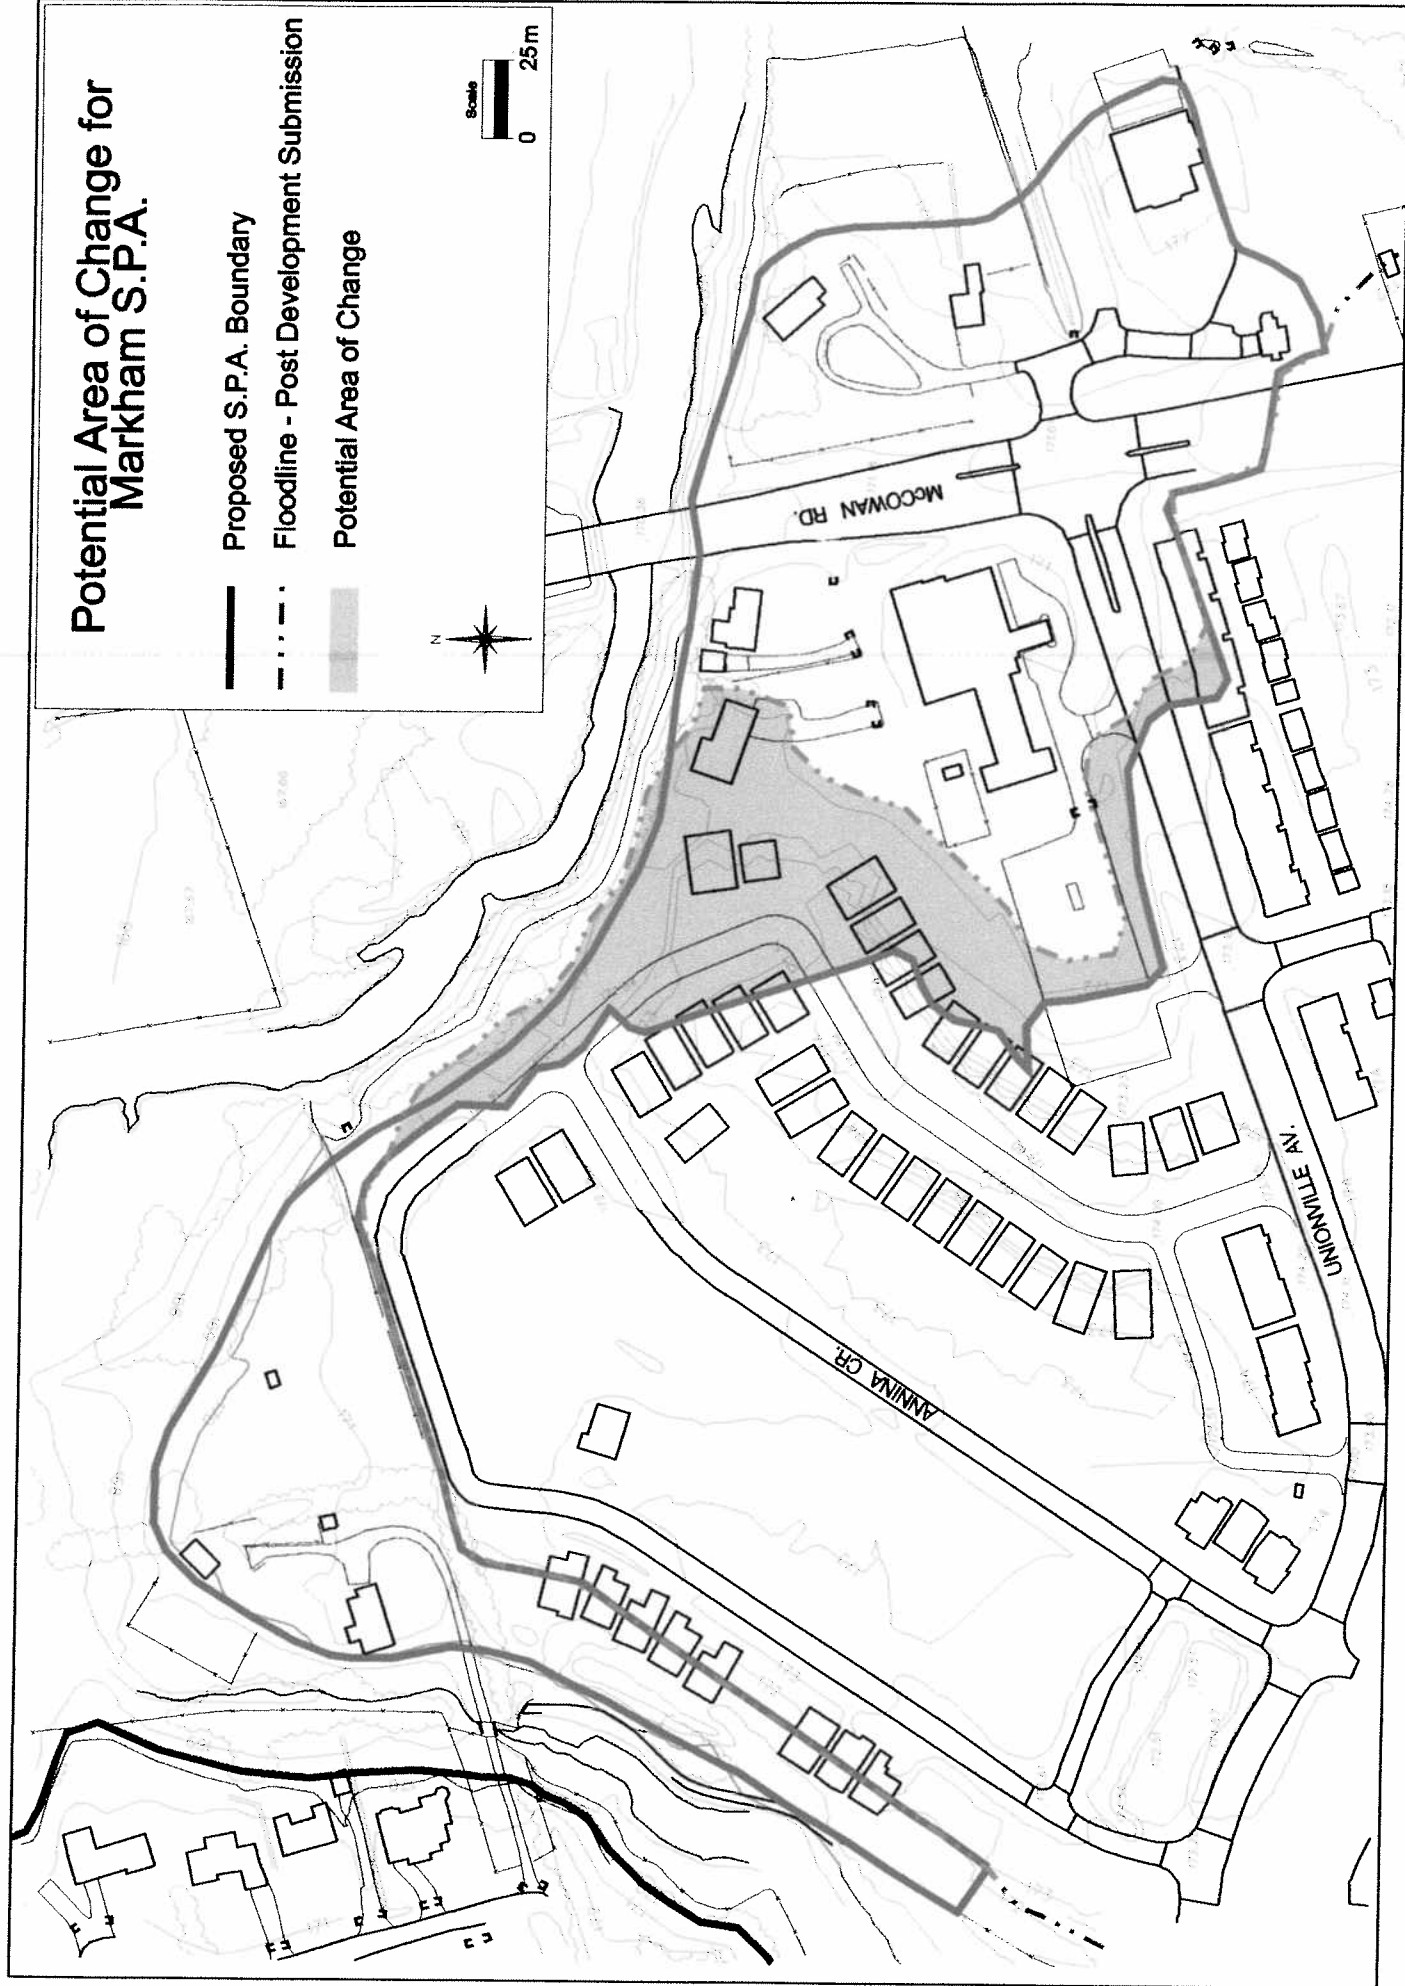 Potential Area of Change for
Markham S.P.A.
Proposed S.P.A. Boundary
Floodline - Post Development Submission
Potential Area of Change
N
Scale
0 25m
McCOWAN RD.
UNIONVILLE AV.
ANNINA CR.